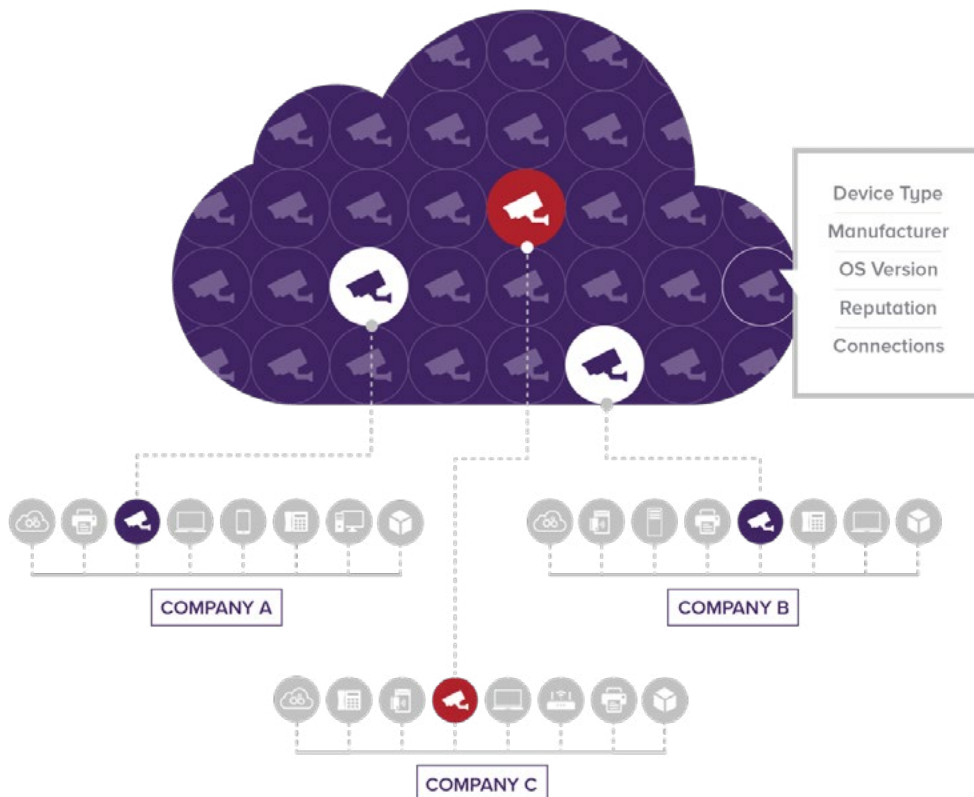 Device Type
Manufacturer
OS Version
Reputation
Connections
COMPANY A
COMPANY B
COMPANY C